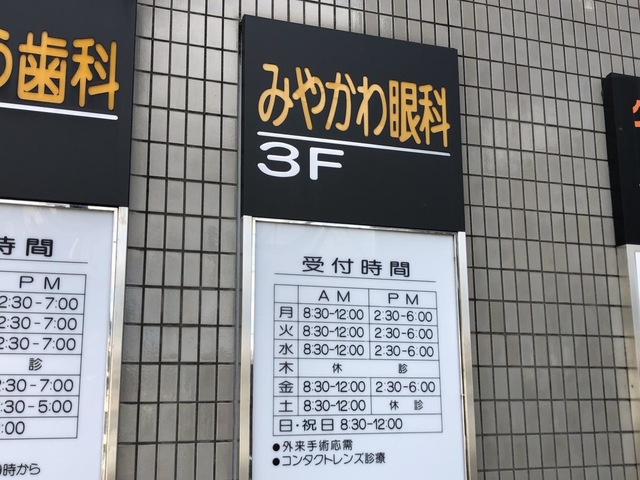 う歯科
時間
PM
2:30-7:00
2:30-7:00
2:30-7:00
診
2:30-7:00
2:30-5:00
:00
時から
みやかわ眼科
3F
受付時間
AM PM
月 8:30-12:00 2:30-6:00
火 8:30-12:00 2:30-6:00
水 8:30-12:00 2:30-6:00
木 休 診
金 8:30-12:00 2:30-6:00
土 8:30-12:00 休 診
日・祝日 8:30-12:00
●外来手術応需
●コンタクトレンズ診療